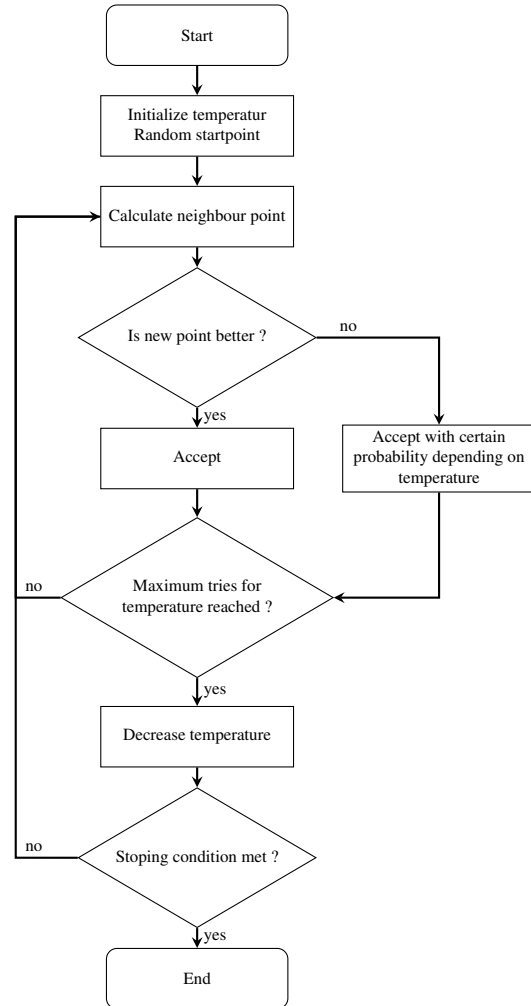 Start
Initialize temperatur
Random startpoint
Calculate neighbour point
Is new point better ?
no
yes
Accept
Accept with certain
probability depending on
temperature
Maximum tries for
temperature reached ?
no
yes
Decrease temperature
Stoping condition met ?
no
yes
End